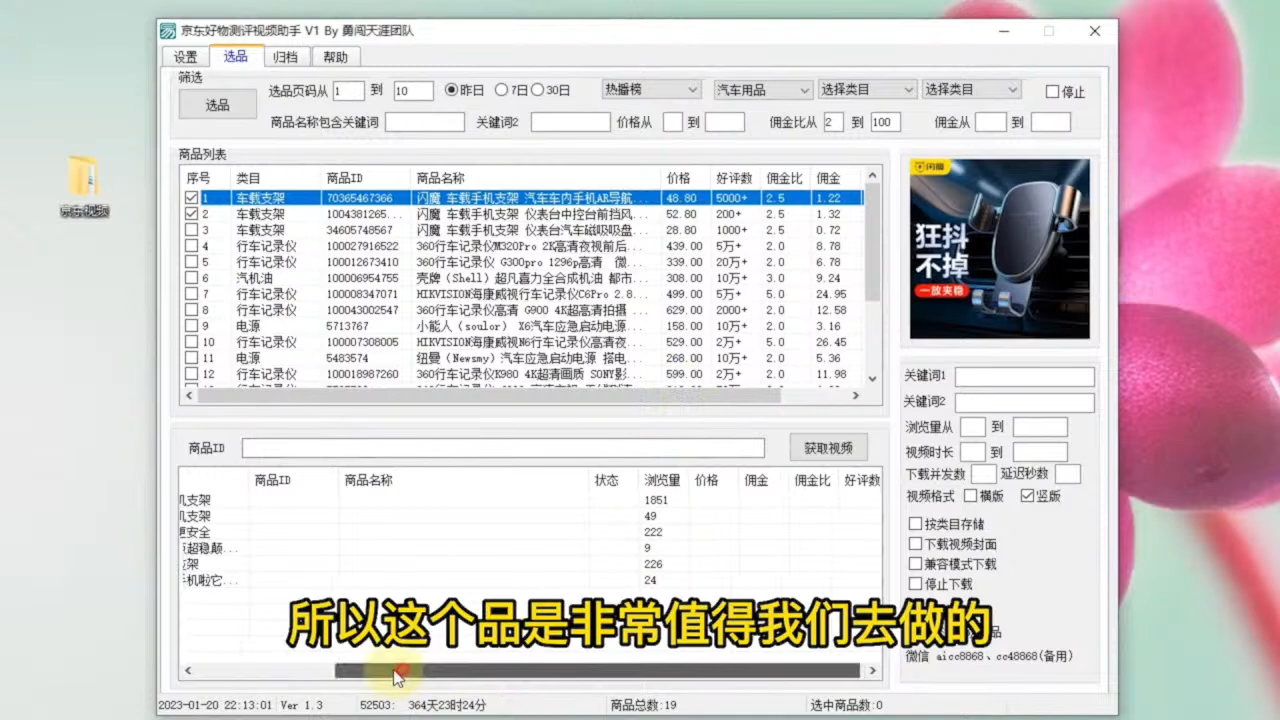 京东好物测评视频助手 V1 By 勇闯天涯团队
设置 选品 归档 帮助
筛选
选品 选品页码从 1 到 10 昨日 7日 30日 热播榜 汽车用品 选择类目 选择类目 停止
商品名称包含关键词 关键词2 价格从 到 佣金比从 2 到 100 佣金从 到
商品列表
序号 类目 商品ID 商品名称 价格 好评数 佣金比 佣金
1 车载支架 70365467366 闪魔 车载手机支架 汽车车内手机AR导航... 48.80 5000+ 2.5 1.22
2 车载支架 1004381265... 闪魔 车载手机支架 仪表台中控台前挡风... 52.80 200+ 2.5 1.32
3 车载支架 34605748567 闪魔 车载手机支架 仪表台汽车磁吸吸盘... 28.80 1000+ 2.5 0.72
4 行车记录仪 100027916522 360行车记录仪M320Pro 2K高清夜视前后... 439.00 5万+ 2.0 8.78
5 行车记录仪 100012673410 360行车记录仪 G300pro 1296p高清 微... 339.00 20万+ 2.0 6.78
6 汽机油 100006954755 壳牌（Shell）超凡喜力全合成机油 都市... 308.00 10万+ 3.0 9.24
7 行车记录仪 100008347071 HIKVISION海康威视行车记录仪C6Pro 2.8... 499.00 5万+ 5.0 24.95
8 行车记录仪 100043002547 360行车记录仪高清 G900 4K超高清拍摄... 629.00 2000+ 2.0 12.58
9 电源 5713767 小能人（soulor） X6汽车应急启动电源... 158.00 10万+ 2.0 3.16
10 行车记录仪 100007308005 HIKVISION海康威视N6行车记录仪高清夜... 529.00 2万+ 5.0 26.45
11 电源 5483574 纽曼（Newsmy）汽车应急启动电源 搭电... 268.00 10万+ 2.0 5.36
12 行车记录仪 100018987260 360行车记录仪K980 4K超清画质 SONY影... 599.00 2万+ 2.0 11.98
闪魔
狂抖
不掉
一放夹稳
京东视频
商品ID 获取视频
商品ID 商品名称 状态 浏览量 价格 佣金 佣金比 好评数
机支架 1851
机支架 49
更安全 222
超稳颠... 9
支架 226
手机啦它... 24
关键词1
关键词2
浏览量从 到
视频时长 到
下载并发数 延迟秒数
视频格式 横版 竖版
按类目存储
下载视频封面
兼容模式下载
停止下载
品
微信 aicc8868、cc48868(备用)
所以这个品是非常值得我们去做的
2023-01-20 22:13:01 Ver 1.3 52503: 364天23时24分 商品总数:19 选中商品数:0